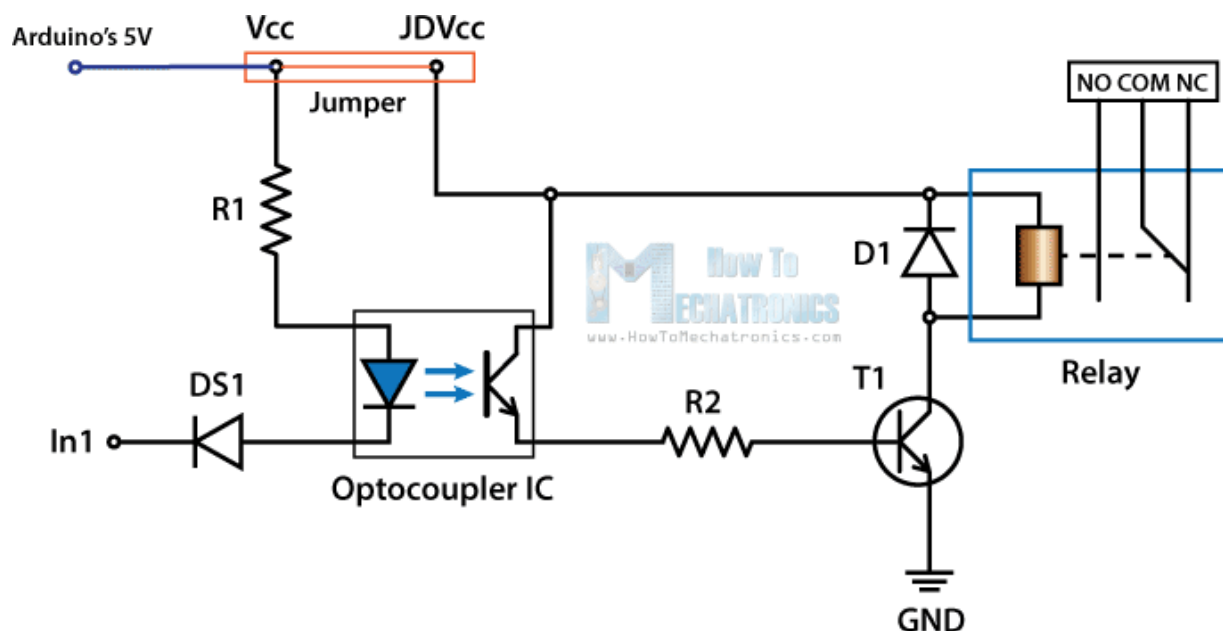 Arduino's 5V
Vcc
JDVcc
Jumper
NO COM NC
R1
D1
How To
MECHATRONICS
www.HowToMechatronics.com
Relay
DS1
T1
R2
In1
Optocoupler IC
GND